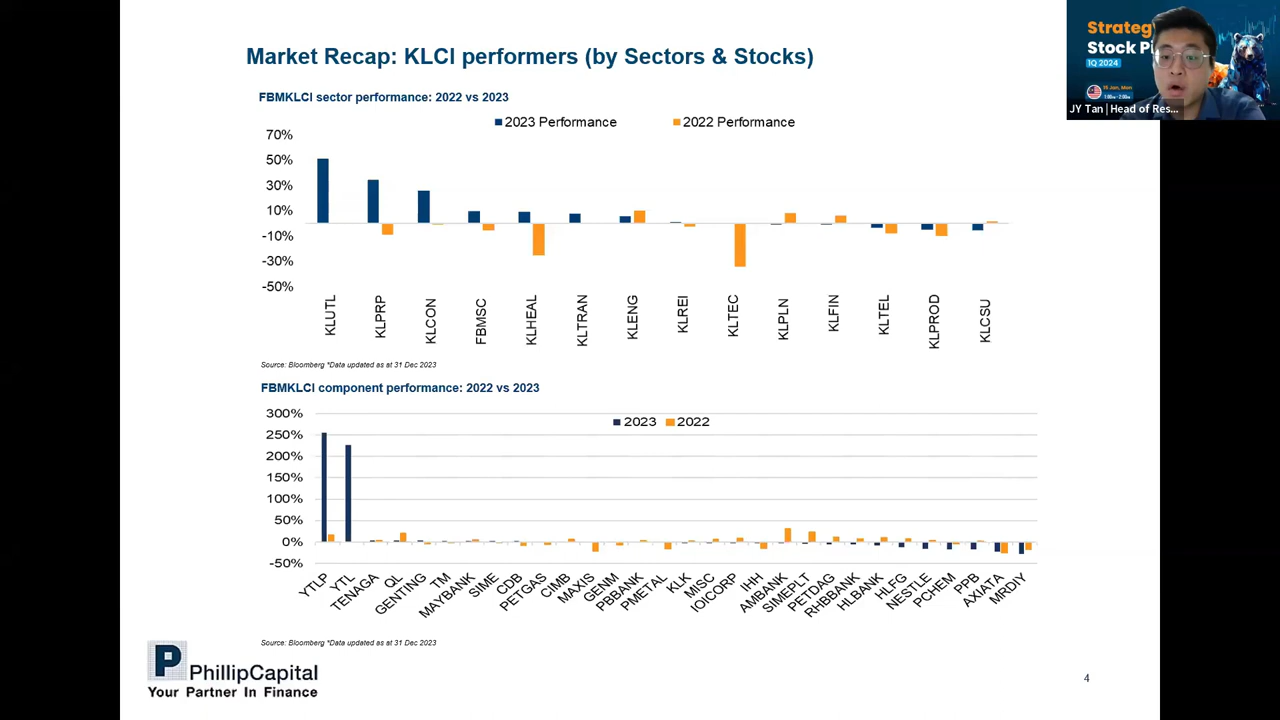 Market Recap: KLCI performers (by Sectors & Stocks)
FBMKLCI sector performance: 2022 vs 2023
2023 Performance 2022 Performance
70%
50%
30%
10%
-10%
-30%
-50%
KLUTL KLPRP KLCON FBMSC KLHEAL KLTRAN KLENG KLREI KLTEC KLPLN KLFIN KLTEL KLPROD KLCSU
Source: Bloomberg *Data updated as at 31 Dec 2023
FBMKLCI component performance: 2022 vs 2023
2023 2022
300%
250%
200%
150%
100%
50%
0%
-50%
YTLP YTL TENAGA QL GENTING TM MAYBANK SIME CDB PETGAS CIMB MAXIS GENM PBBANK PMETAL KLK MISC IOICORP IHH AMBANK SIMEPLT PETDAG RHBBANK HLBANK HLFG NESTLE PCHEM PPB AXIATA MRDIY
Source: Bloomberg *Data updated as at 31 Dec 2023
P PhillipCapital
Your Partner In Finance
4
Strateg
Stock Pi
1Q 2024
15 Jan, Mon
JY Tan | Head of Res...